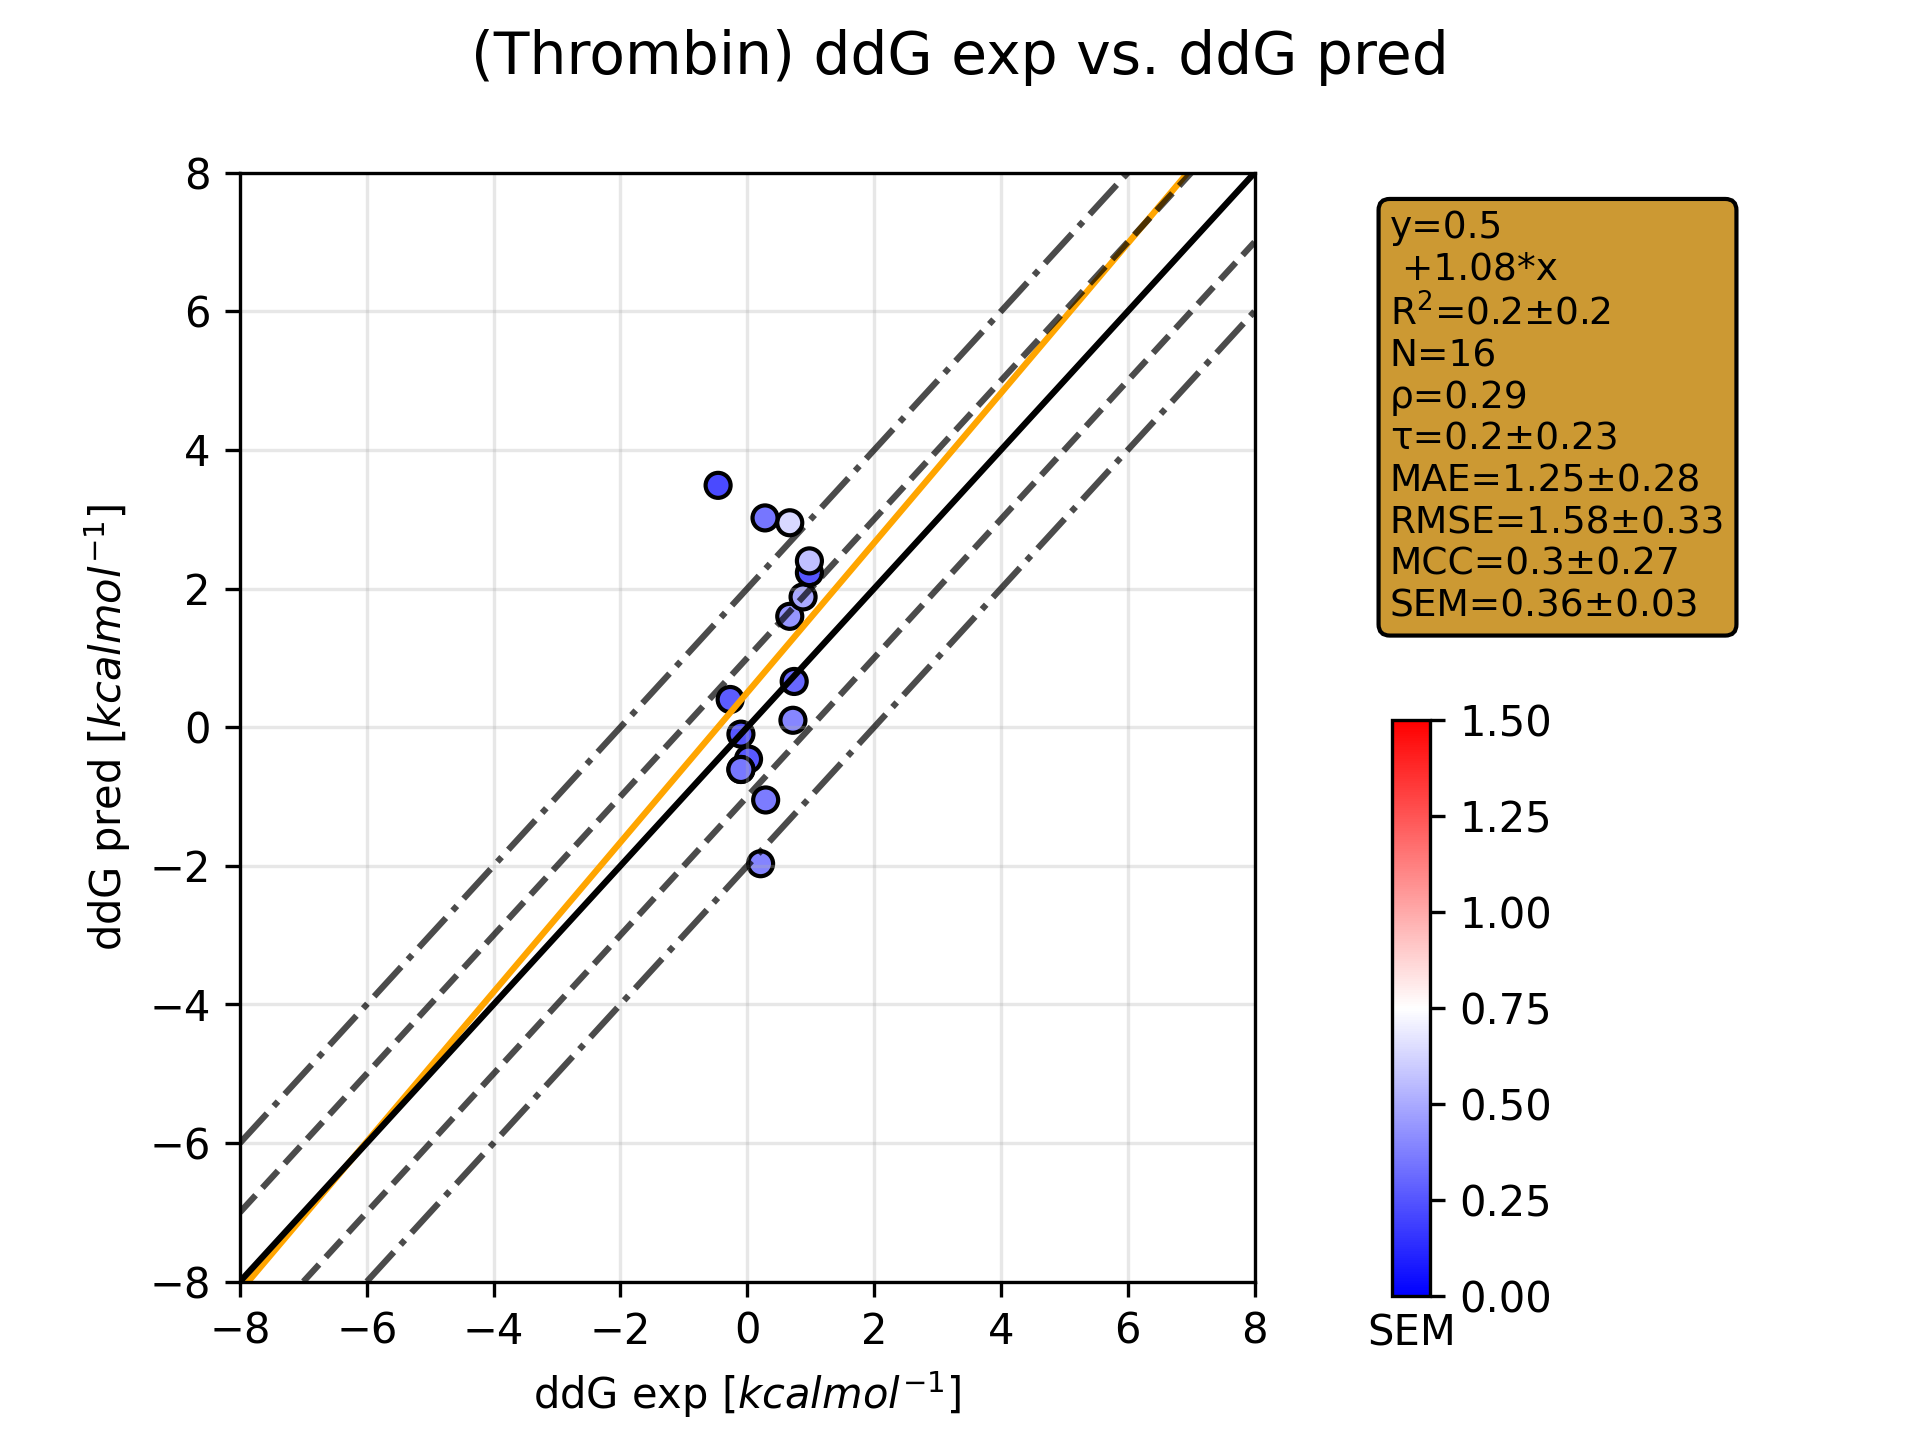 (Thrombin) ddG exp vs. ddG pred
8
6
4
2
0
−2
−4
−6
−8
ddG pred [kcalmol⁻¹]
−8 −6 −4 −2 0 2 4 6 8
ddG exp [kcalmol⁻¹]
y=0.5
+1.08*x
R²=0.2±0.2
N=16
ρ=0.29
τ=0.2±0.23
MAE=1.25±0.28
RMSE=1.58±0.33
MCC=0.3±0.27
SEM=0.36±0.03
1.50
1.25
1.00
0.75
0.50
0.25
0.00
SEM